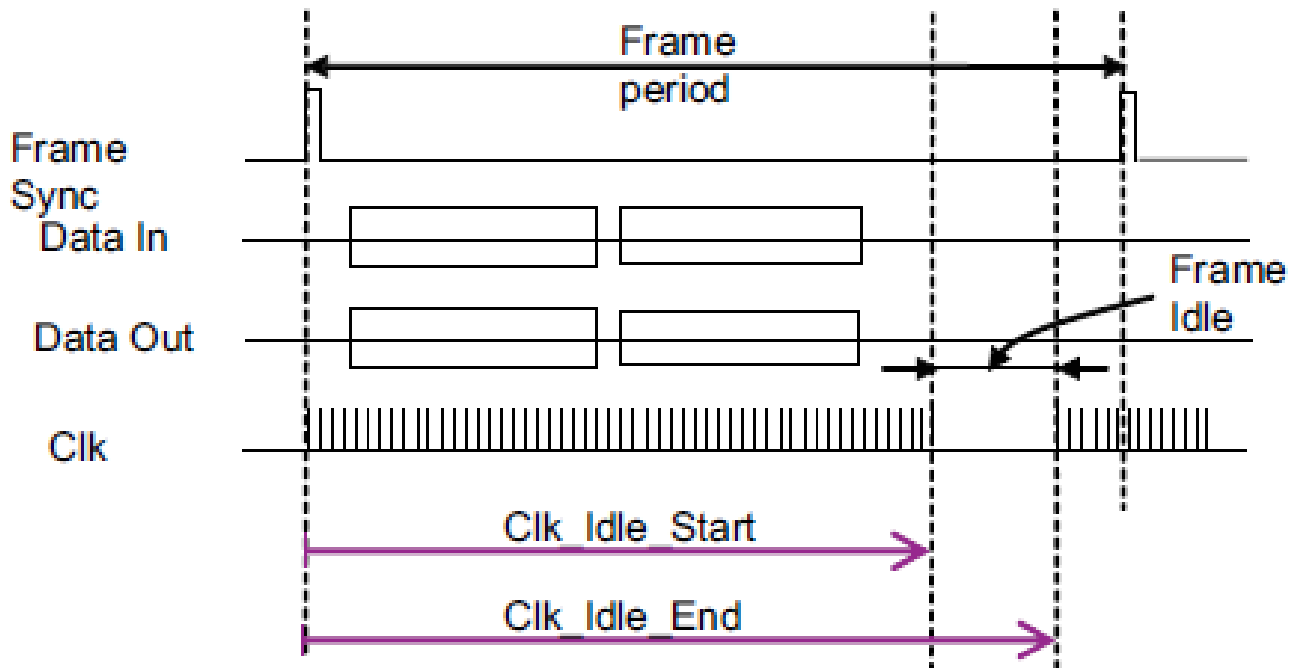 Frame
period
Frame
Sync
Data In
Frame
Idle
Data Out
Clk
Clk_Idle_Start
Clk_Idle_End